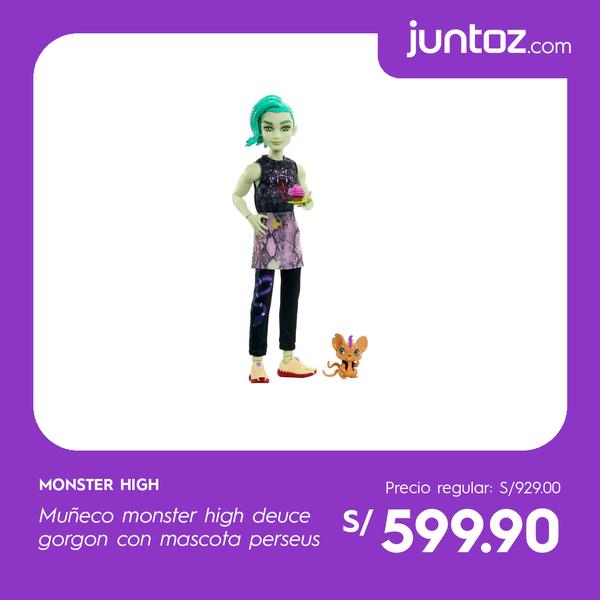 juntoz.com
MONSTER HIGH
Muñeco monster high deuce
gorgon con mascota perseus
Precio regular: S/929.00
S/ 599.90